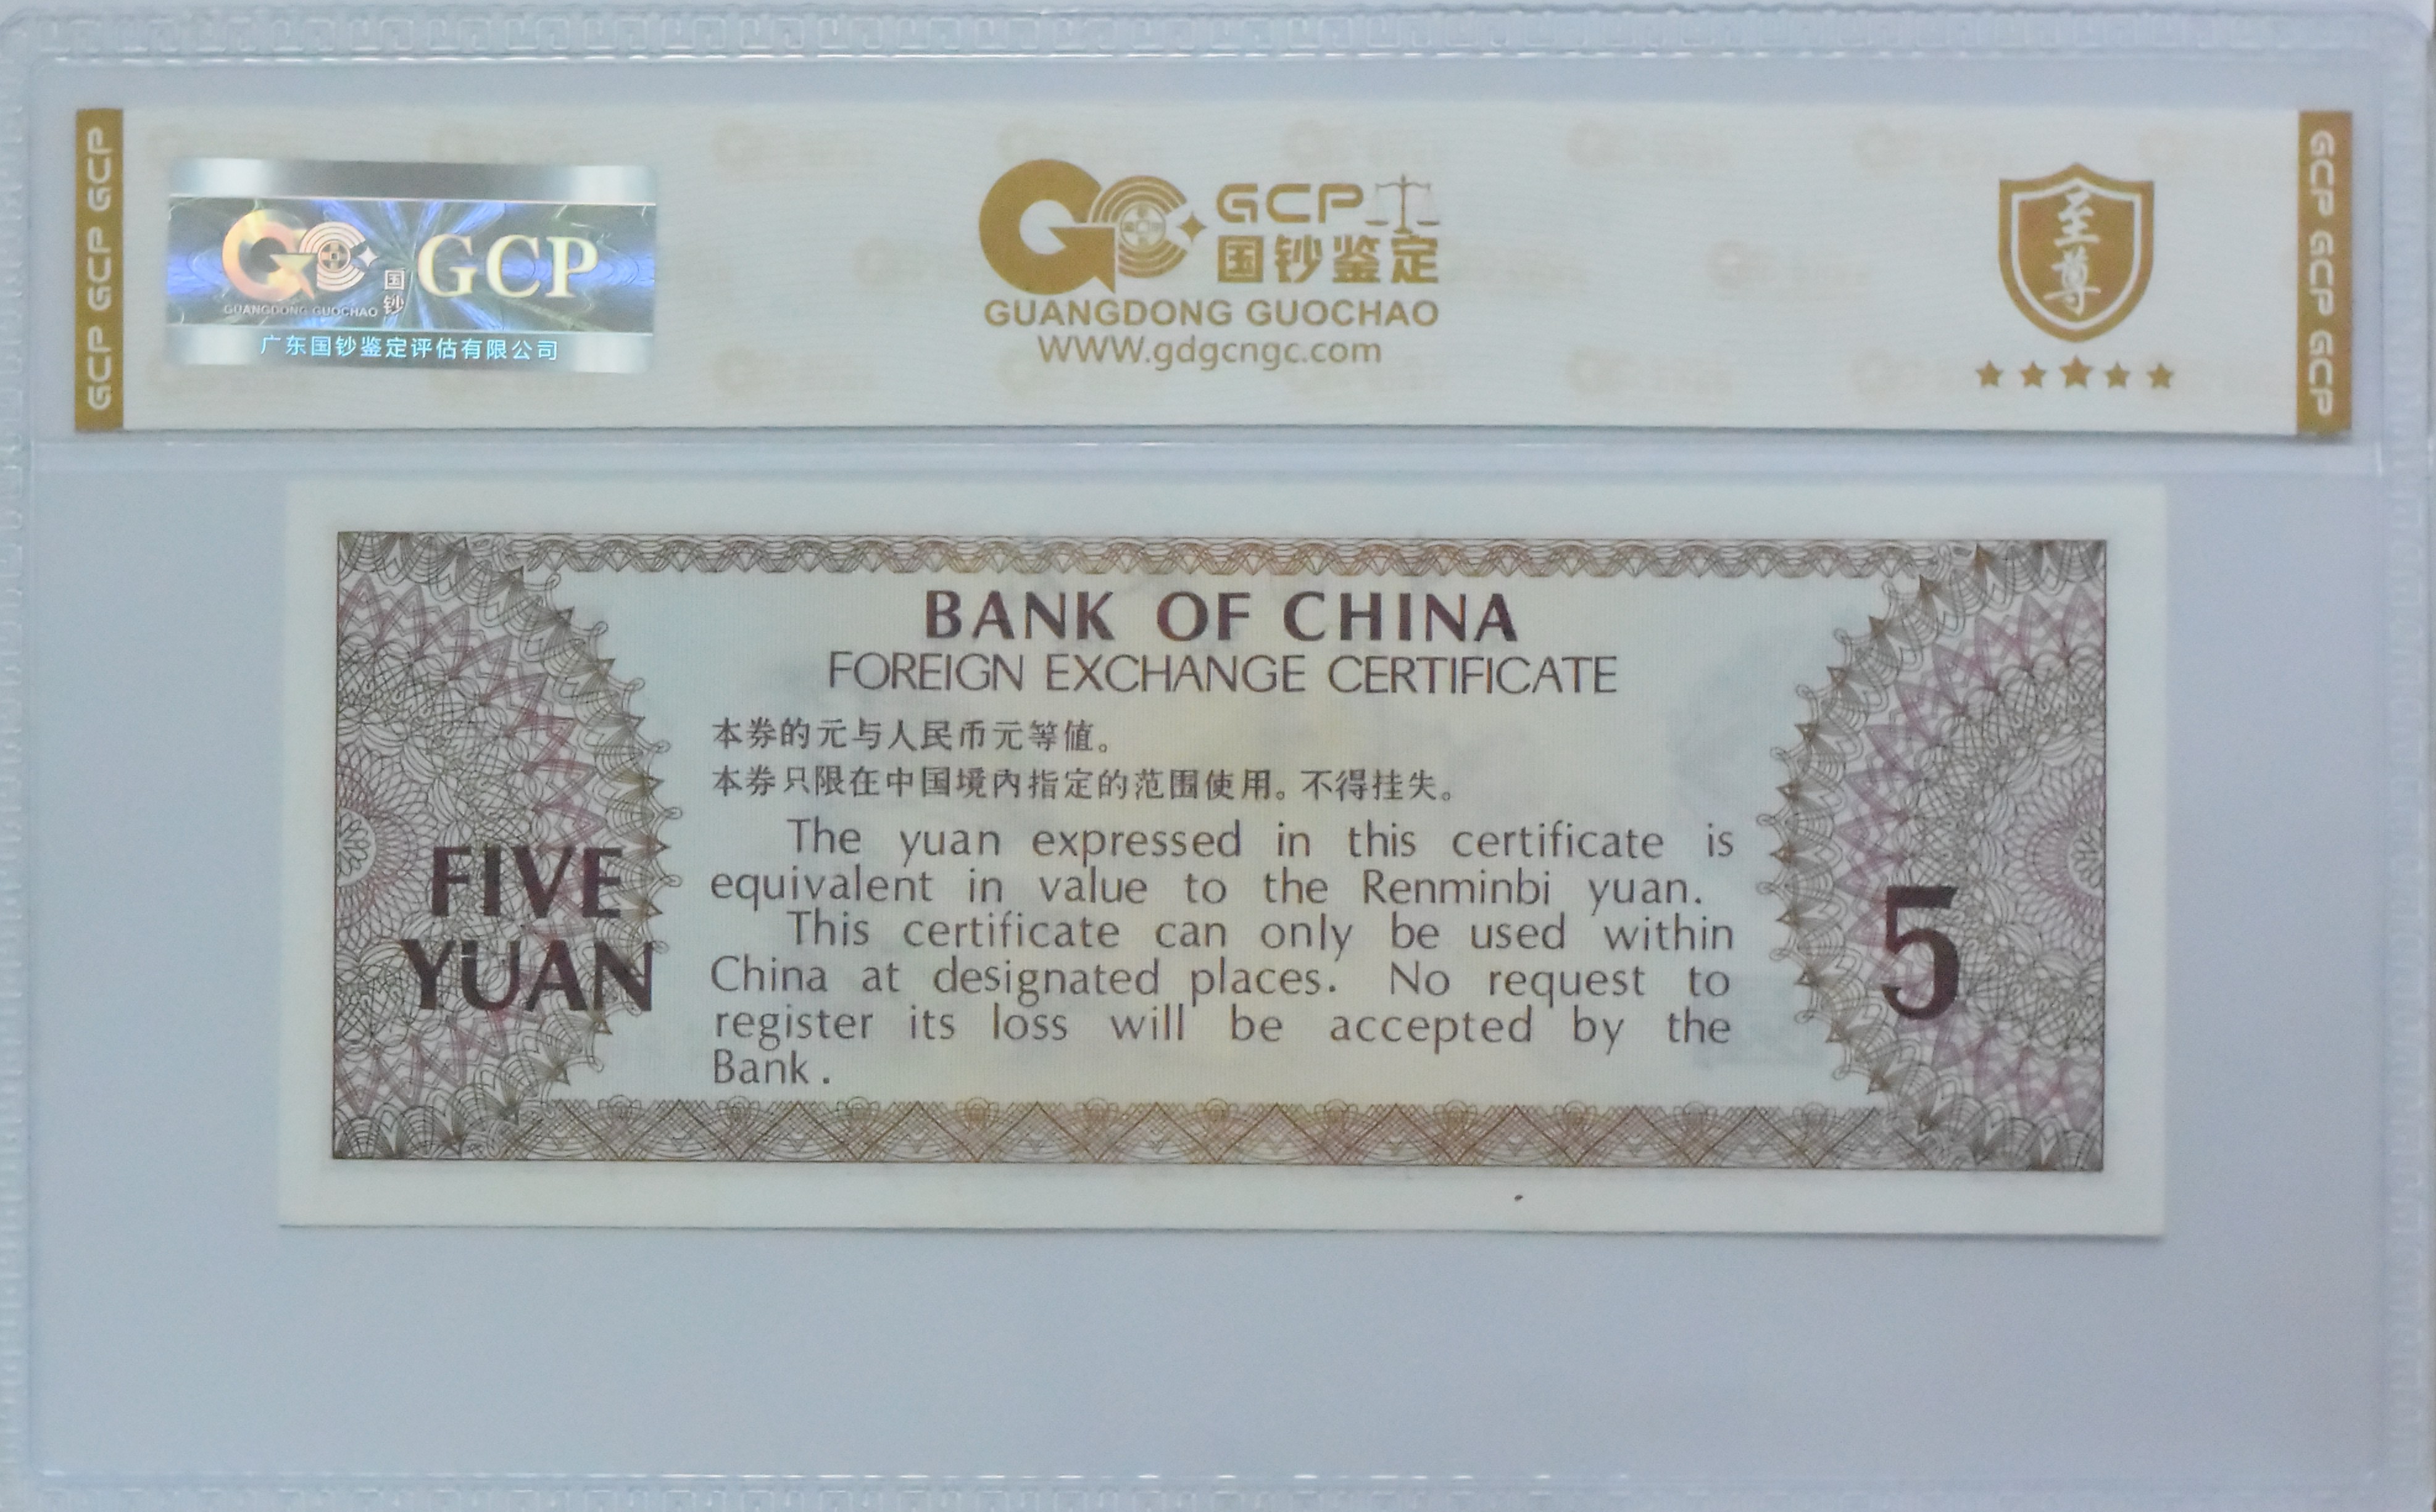 GCP GCP GCP
国钞
GCP
GUANGDONG GUOCHAO
广东国钞鉴定评估有限公司
GCP
国钞鉴定
GUANGDONG GUOCHAO
WWW.gdgcngc.com
至尊
GCP GCP GCP
BANK OF CHINA
FOREIGN EXCHANGE CERTIFICATE
本券的元与人民币元等值。
本券只限在中国境内指定的范围使用。不得挂失。
The yuan expressed in this certificate is
equivalent in value to the Renminbi yuan.
This certificate can only be used within
China at designated places. No request to
register its loss will be accepted by the
Bank.
FIVE
YUAN
5